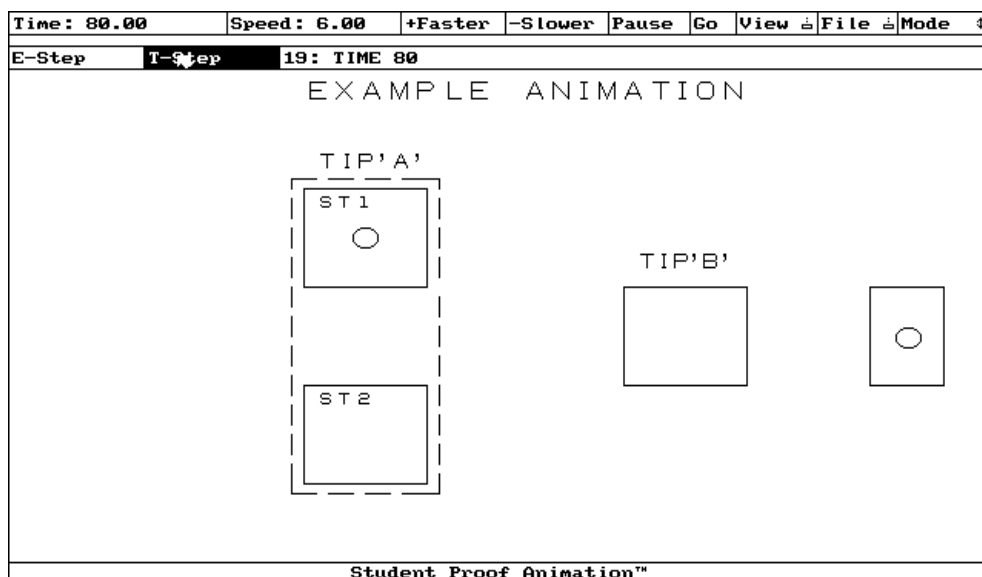 Time: 80.00 Speed: 6.00 +Faster -Slower Pause Go View File Mode
E-Step T-Step 19: TIME 80
EXAMPLE ANIMATION
TIP'A'
ST1
TIP'B'
ST2
Student Proof Animation™